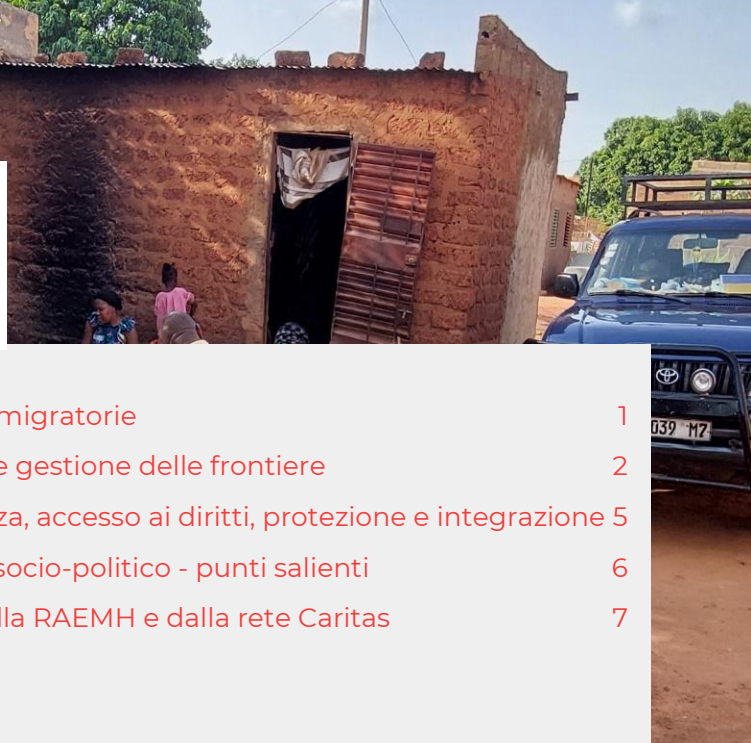 migratorie 1
e gestione delle frontiere 2
za, accesso ai diritti, protezione e integrazione 5
socio-politico - punti salienti 6
lla RAEMH e dalla rete Caritas 7
039 M7